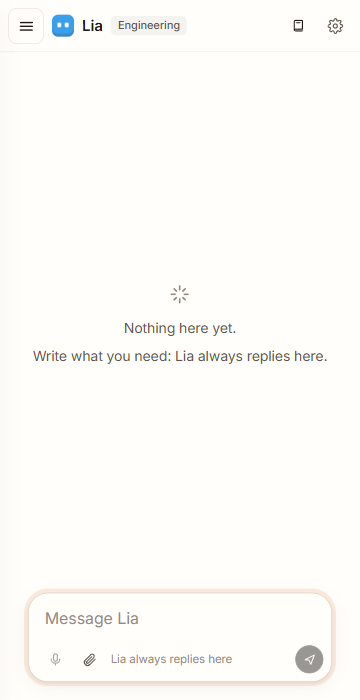 Lia Engineering
Nothing here yet.
Write what you need: Lia always replies here.
Message Lia
Lia always replies here